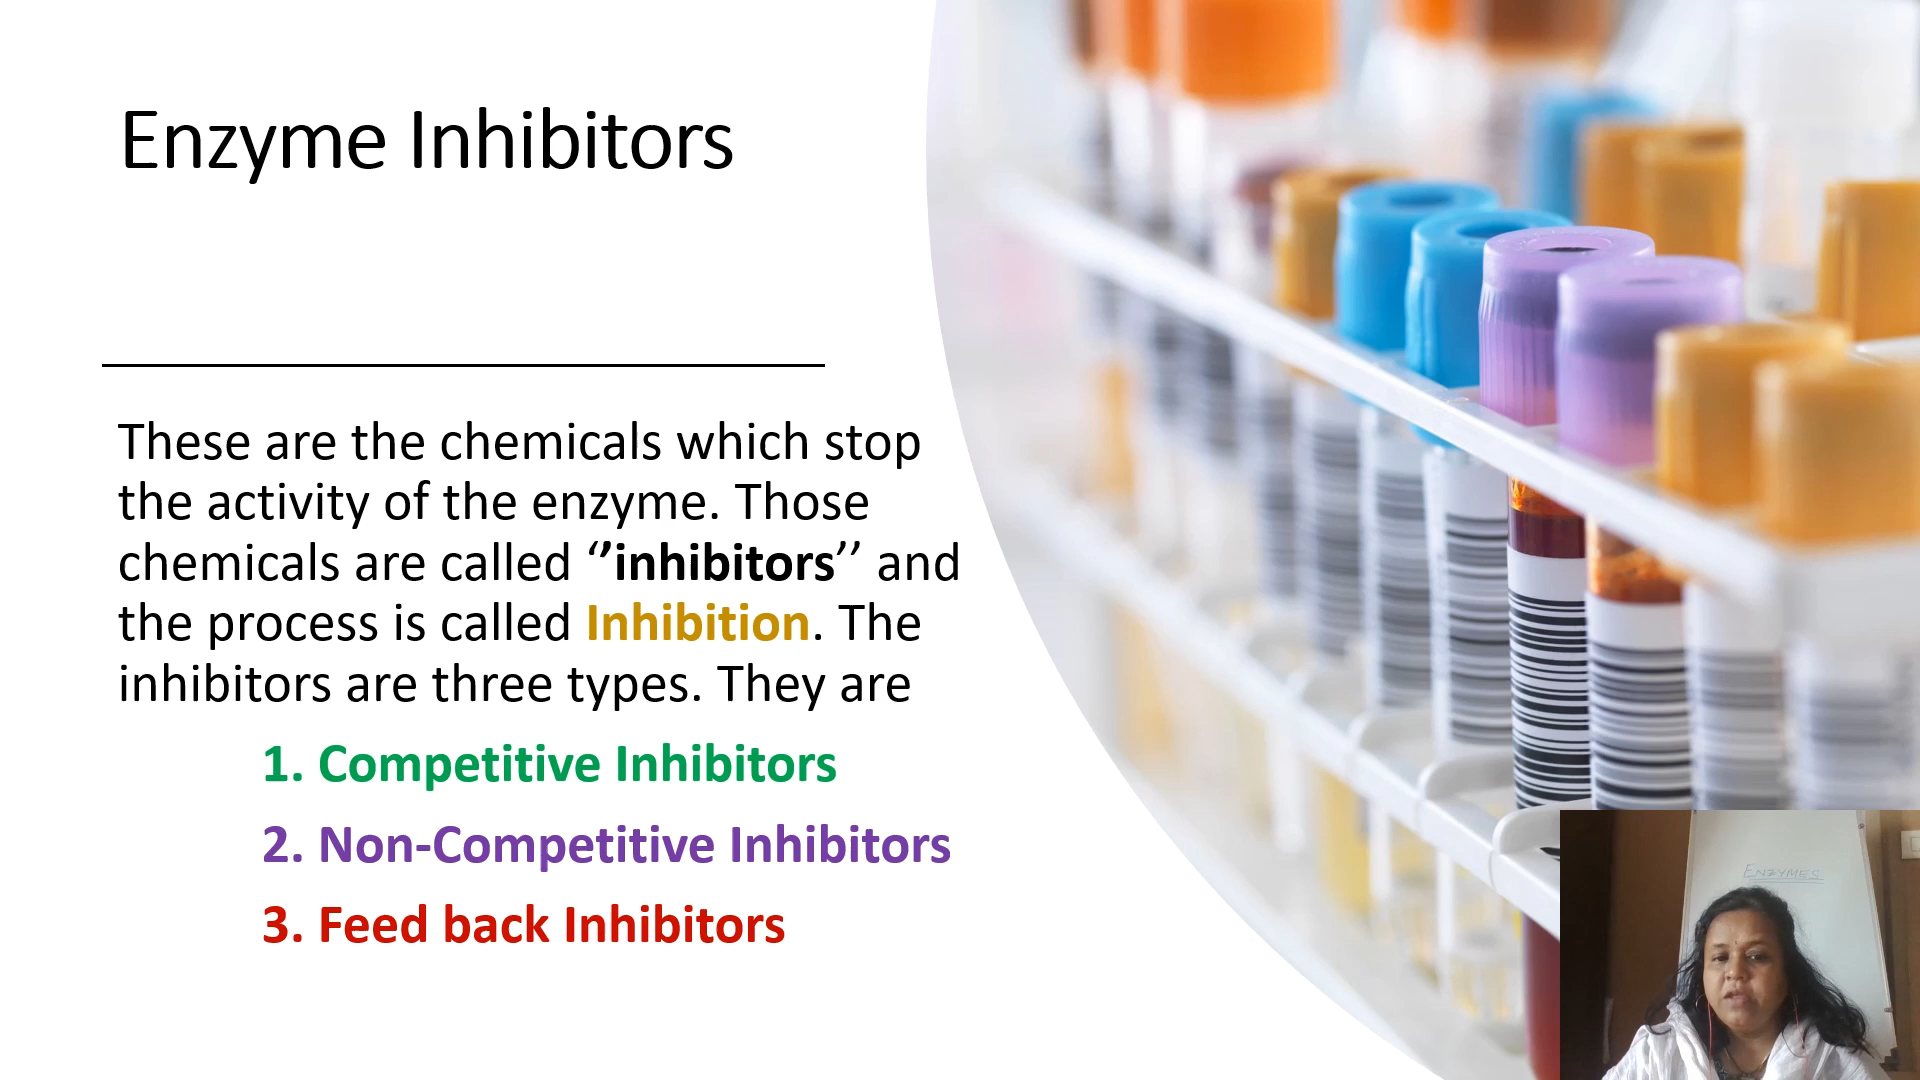 Enzyme Inhibitors
These are the chemicals which stop
the activity of the enzyme. Those
chemicals are called ‘’inhibitors’’ and
the process is called Inhibition. The
inhibitors are three types. They are
1. Competitive Inhibitors
2. Non-Competitive Inhibitors
3. Feed back Inhibitors
ENZYMES